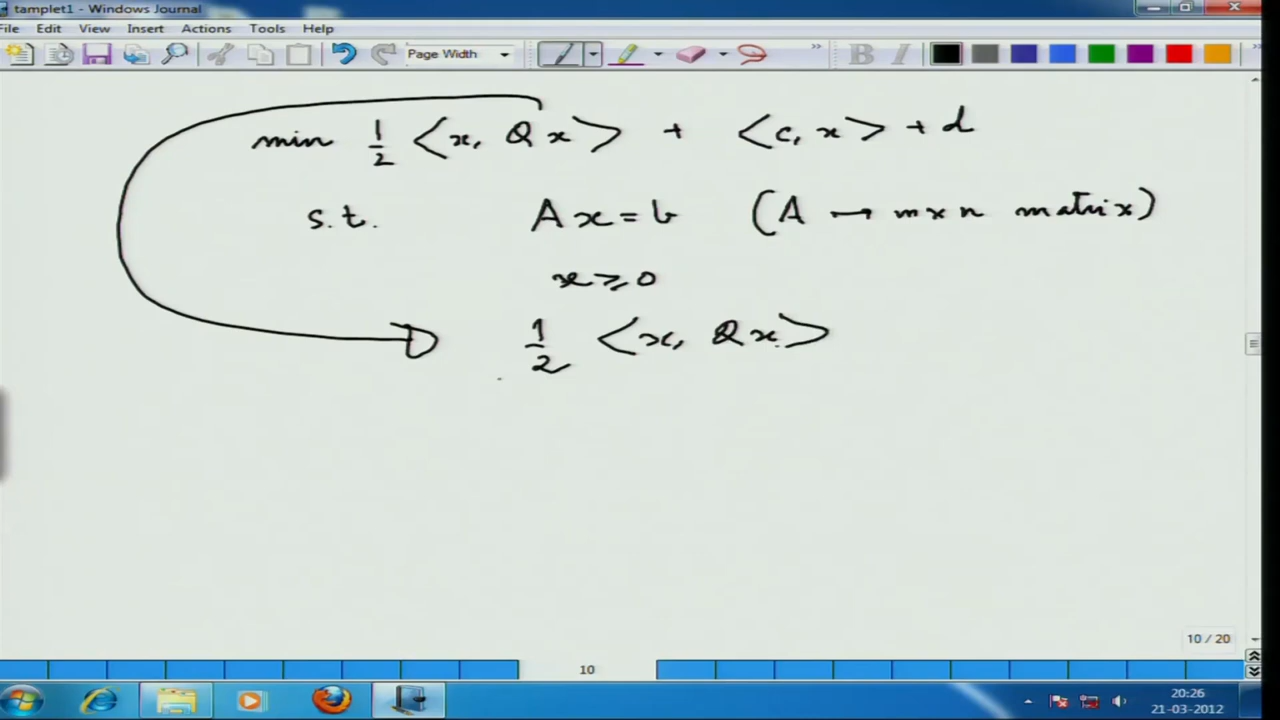 tamplet1 - Windows Journal
File Edit View Insert Actions Tools Help
Page Width B I
min 1/2 <x, Qx> + <c, x> + d
s.t. Ax = b (A → m x n matrix)
x ≥ 0
1/2 <x, Qx>
10 / 20
10
20:26
21-03-2012